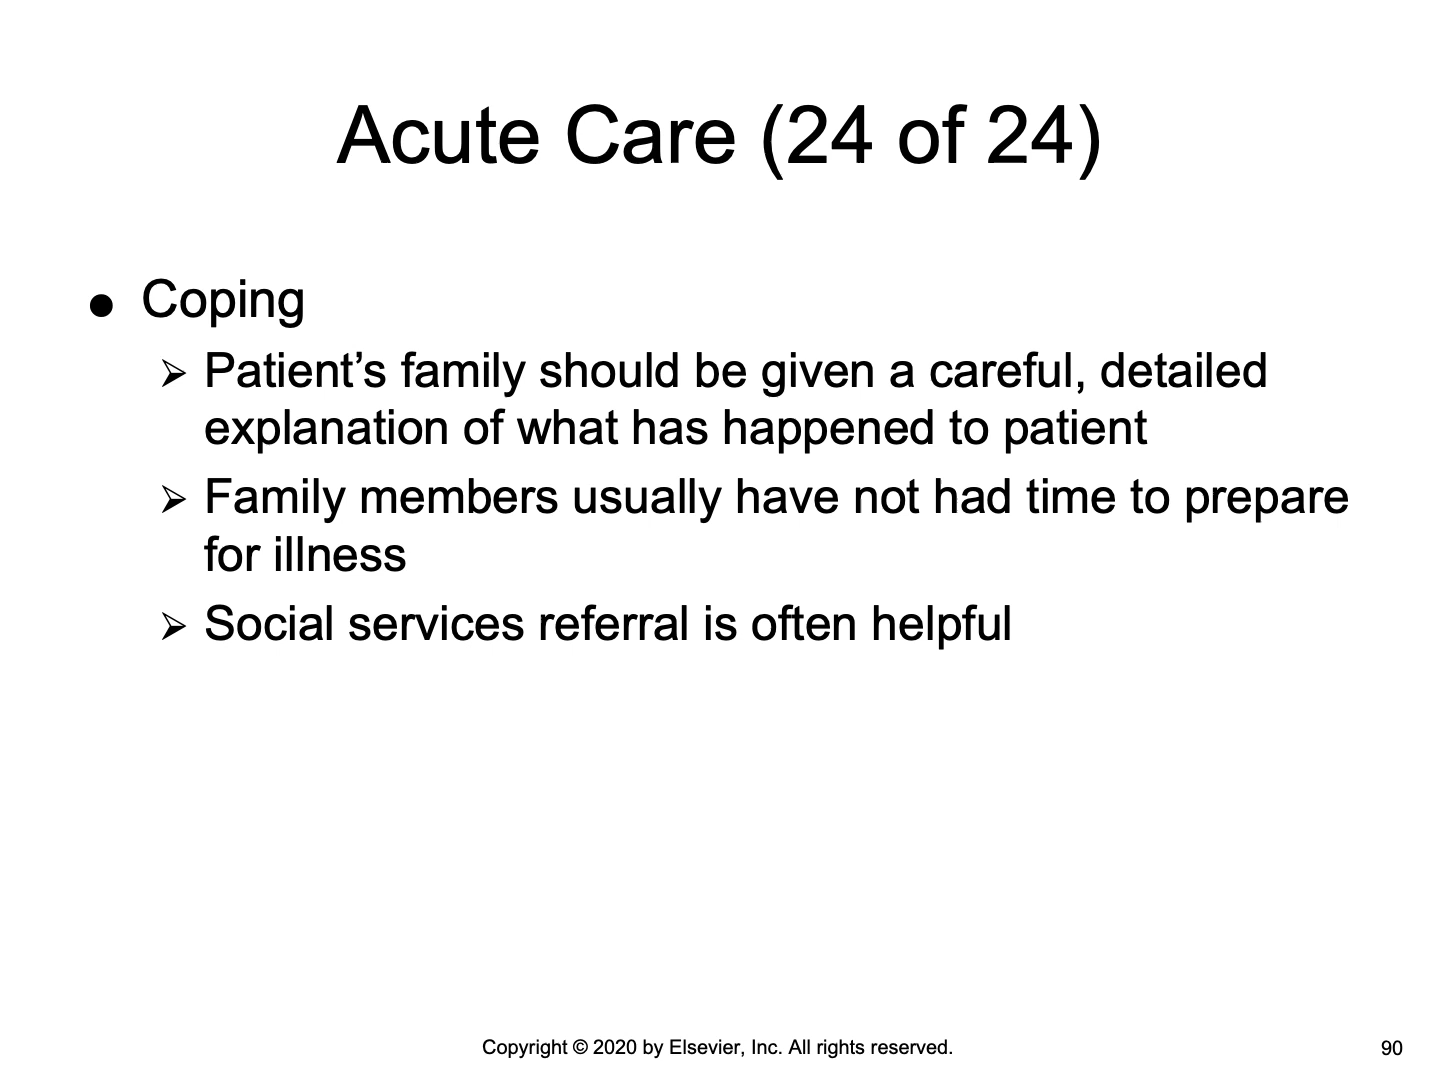 Acute Care (24 of 24)
● Coping
➢ Patient’s family should be given a careful, detailed
explanation of what has happened to patient
➢ Family members usually have not had time to prepare
for illness
➢ Social services referral is often helpful
Copyright © 2020 by Elsevier, Inc. All rights reserved.
90